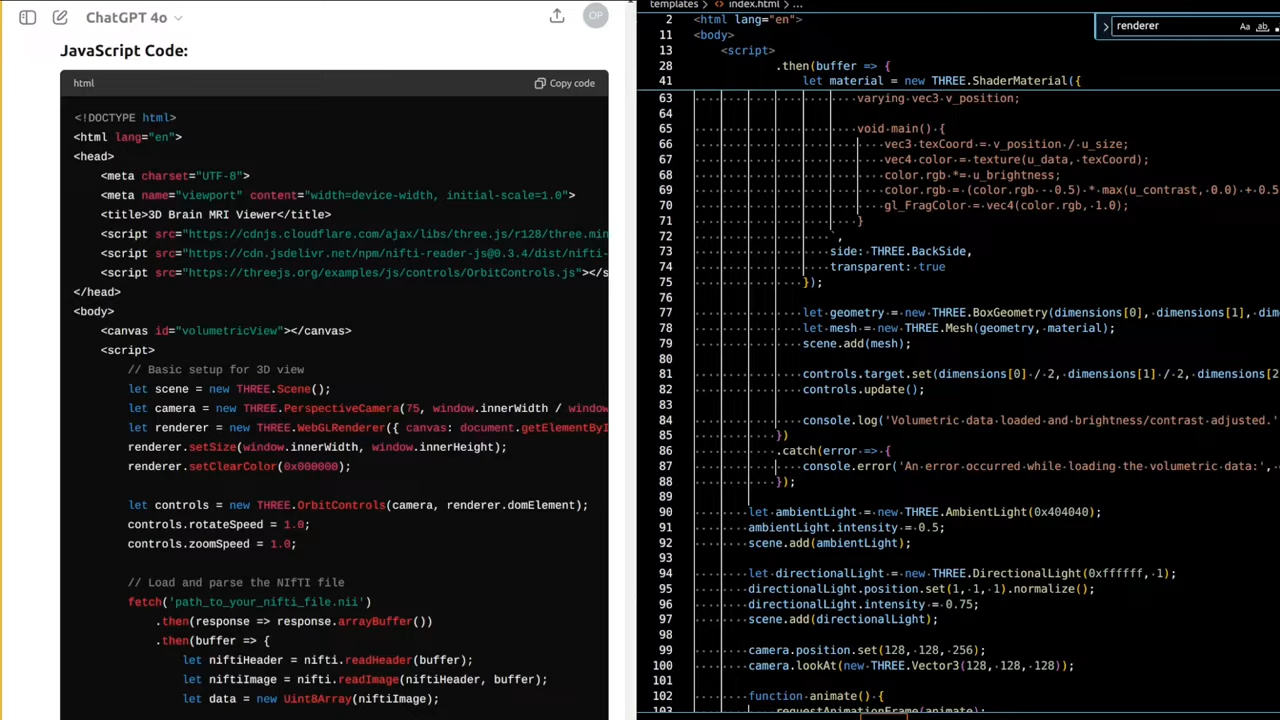 ChatGPT 4o
OP
JavaScript Code:
html
Copy code
<!DOCTYPE html>
<html lang="en">
<head>
<meta charset="UTF-8">
<meta name="viewport" content="width=device-width, initial-scale=1.0">
<title>3D Brain MRI Viewer</title>
<script src="https://cdnjs.cloudflare.com/ajax/libs/three.js/r128/three.min
<script src="https://cdn.jsdelivr.net/npm/nifti-reader-js@0.3.4/dist/nifti-
<script src="https://threejs.org/examples/js/controls/OrbitControls.js"></s
</head>
<body>
<canvas id="volumetricView"></canvas>
<script>
// Basic setup for 3D view
let scene = new THREE.Scene();
let camera = new THREE.PerspectiveCamera(75, window.innerWidth / window
let renderer = new THREE.WebGLRenderer({ canvas: document.getElementByI
renderer.setSize(window.innerWidth, window.innerHeight);
renderer.setClearColor(0x000000);
let controls = new THREE.OrbitControls(camera, renderer.domElement);
controls.rotateSpeed = 1.0;
controls.zoomSpeed = 1.0;
// Load and parse the NIfTI file
fetch('path_to_your_nifti_file.nii')
.then(response => response.arrayBuffer())
.then(buffer => {
let niftiHeader = nifti.readHeader(buffer);
let niftiImage = nifti.readImage(niftiHeader, buffer);
let data = new Uint8Array(niftiImage);
templates > <> index.html > ...
renderer
Aa ab
2 <html lang="en">
11 <body>
13 <script>
28 .then(buffer => {
41 let material = new THREE.ShaderMaterial({
63 varying vec3 v_position;
64
65 void main() {
66 vec3 texCoord = v_position / u_size;
67 vec4 color = texture(u_data, texCoord);
68 color.rgb *= u_brightness;
69 color.rgb = (color.rgb - 0.5) * max(u_contrast, 0.0) + 0.5
70 gl_FragColor = vec4(color.rgb, 1.0);
71 }
72 `,
73 side: THREE.BackSide,
74 transparent: true
75 });
76
77 let geometry = new THREE.BoxGeometry(dimensions[0], dimensions[1], dim
78 let mesh = new THREE.Mesh(geometry, material);
79 scene.add(mesh);
80
81 controls.target.set(dimensions[0] / 2, dimensions[1] / 2, dimensions[2
82 controls.update();
83
84 console.log('Volumetric data loaded and brightness/contrast adjusted.'
85 })
86 .catch(error => {
87 console.error('An error occurred while loading the volumetric data:',
88 });
89
90 let ambientLight = new THREE.AmbientLight(0x404040);
91 ambientLight.intensity = 0.5;
92 scene.add(ambientLight);
93
94 let directionalLight = new THREE.DirectionalLight(0xffffff, 1);
95 directionalLight.position.set(1, 1, 1).normalize();
96 directionalLight.intensity = 0.75;
97 scene.add(directionalLight);
98
99 camera.position.set(128, 128, 256);
100 camera.lookAt(new THREE.Vector3(128, 128, 128));
101
102 function animate() {
103 requestAnimationFrame(animate);